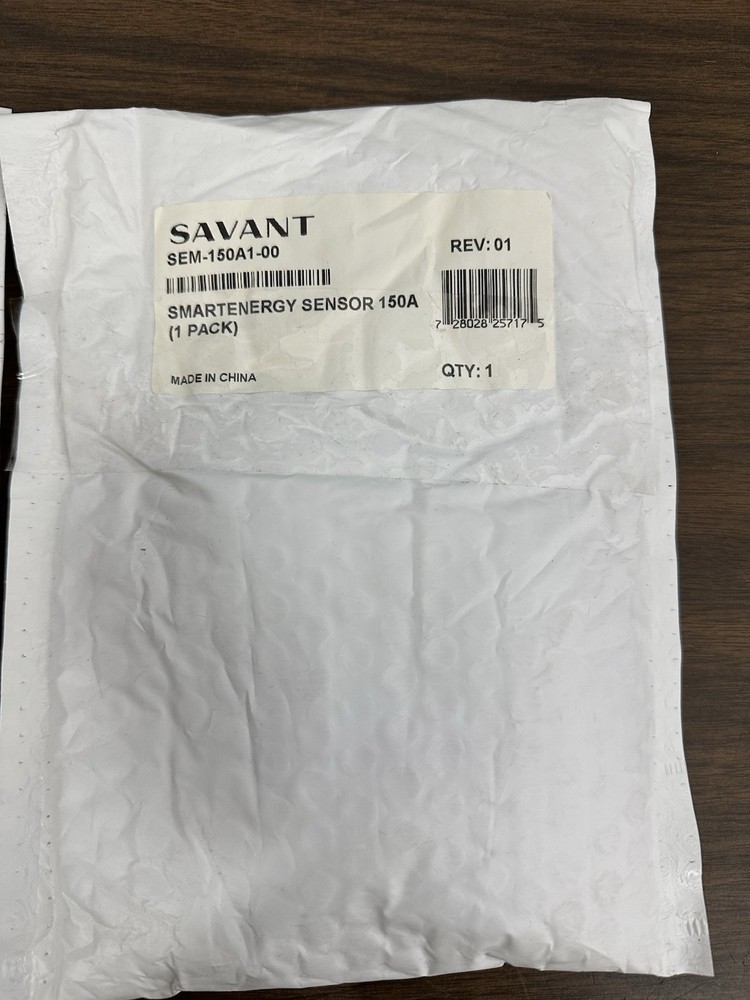 SAVANT
SEM-150A1-00
REV: 01
SMARTENERGY SENSOR 150A
(1 PACK)
7 28028 25717 5
MADE IN CHINA
QTY: 1